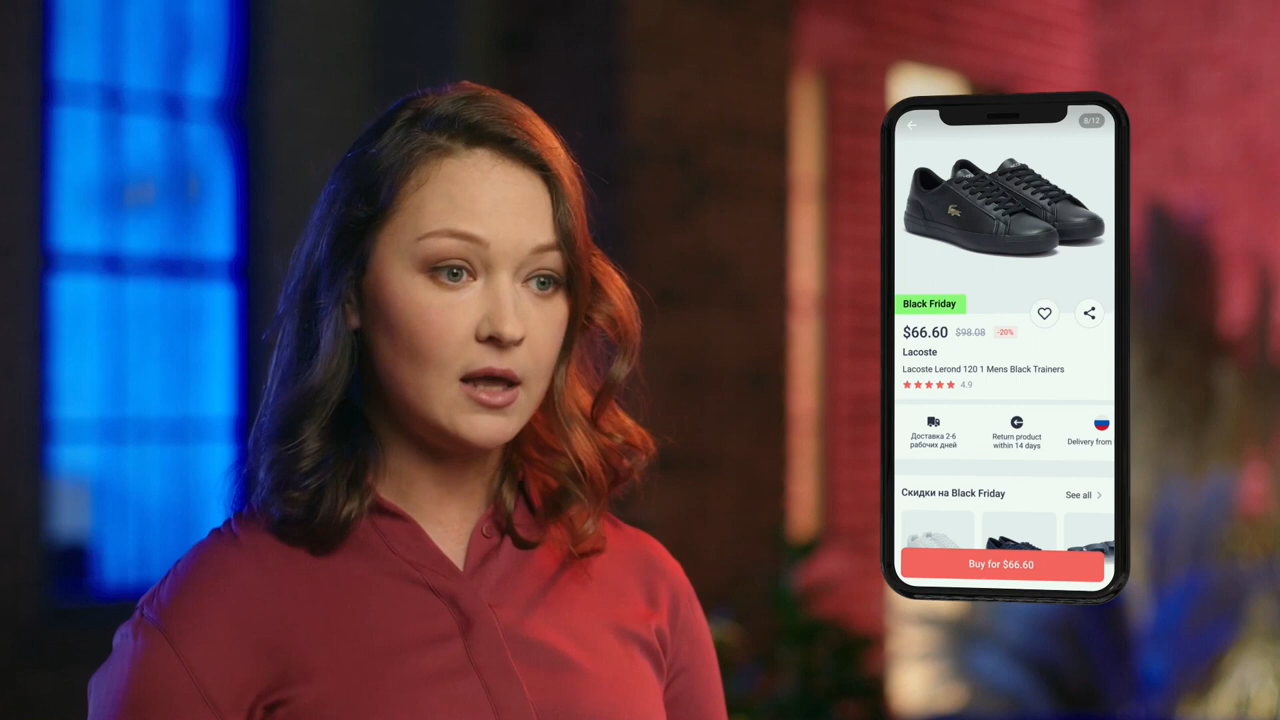 8/12
Black Friday
$66.60 $98.08 -20%
Lacoste
Lacoste Lerond 120 1 Mens Black Trainers
4.9
Доставка 2-6
рабочих дней
Return product
within 14 days
Delivery from
Скидки на Black Friday
See all
Buy for $66.60